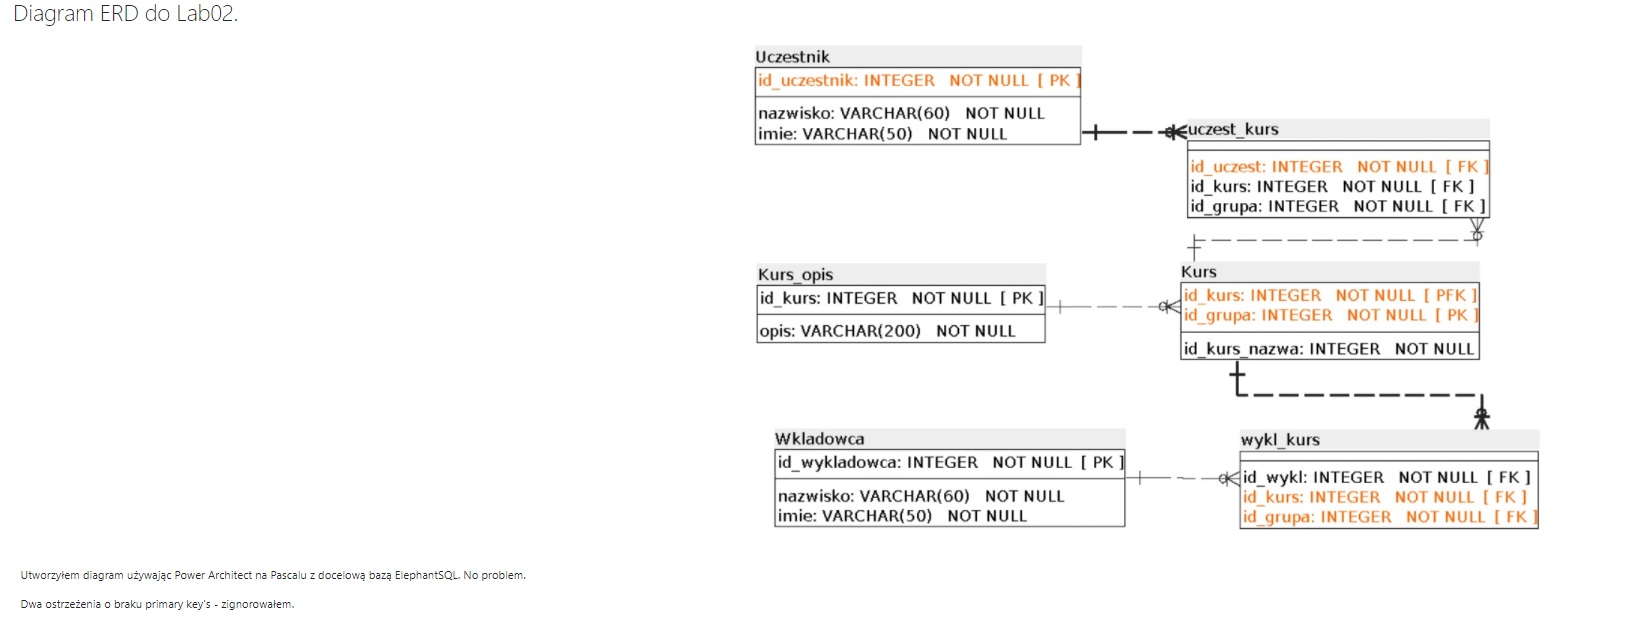 Diagram ERD do Lab02.
Uczestnik
id_uczestnik: INTEGER NOT NULL [ PK ]
nazwisko: VARCHAR(60) NOT NULL
imie: VARCHAR(50) NOT NULL
uczest_kurs
id_uczest: INTEGER NOT NULL [ FK ]
id_kurs: INTEGER NOT NULL [ FK ]
id_grupa: INTEGER NOT NULL [ FK ]
Kurs_opis
id_kurs: INTEGER NOT NULL [ PK ]
opis: VARCHAR(200) NOT NULL
Kurs
id_kurs: INTEGER NOT NULL [ PFK ]
id_grupa: INTEGER NOT NULL [ PK ]
id_kurs_nazwa: INTEGER NOT NULL
Wkladowca
id_wykladowca: INTEGER NOT NULL [ PK ]
nazwisko: VARCHAR(60) NOT NULL
imie: VARCHAR(50) NOT NULL
wykl_kurs
id_wykl: INTEGER NOT NULL [ FK ]
id_kurs: INTEGER NOT NULL [ FK ]
id_grupa: INTEGER NOT NULL [ FK ]
Utworzyłem diagram używając Power Architect na Pascalu z docelową bazą ElephantSQL. No problem.
Dwa ostrzeżenia o braku primary key's - zignorowałem.